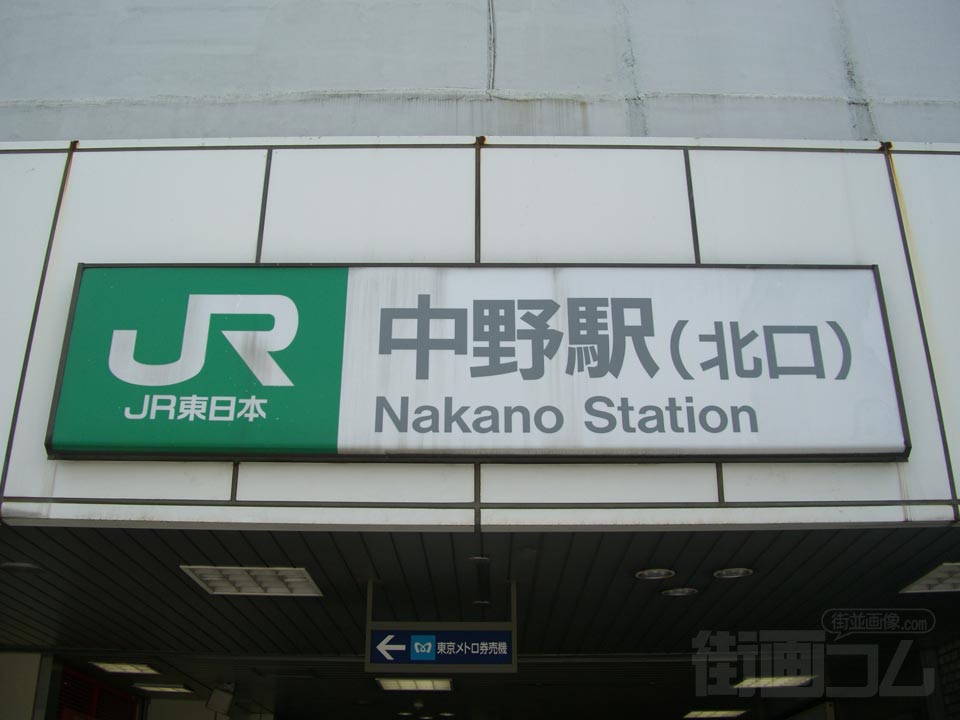 JR
JR東日本
中野駅(北口)
Nakano Station
東京メトロ券売機
街並画像.com
街画コム